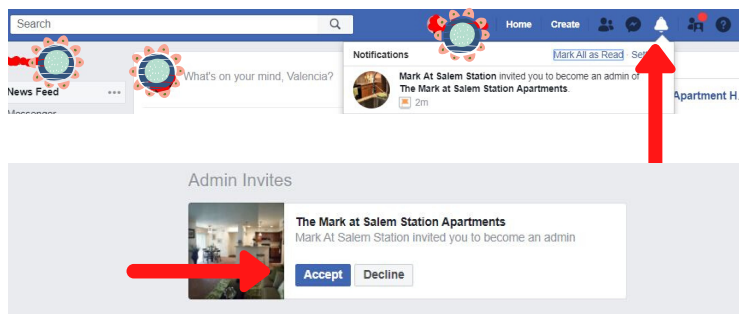 Search
Home
Create
What's on your mind, Valencia?
Notifications
Mark All as Read
Mark At Salem Station invited you to become an admin of
The Mark at Salem Station Apartments.
2m
News Feed
Messenger
Apartment H
Admin Invites
The Mark at Salem Station Apartments
Mark At Salem Station invited you to become an admin
Accept
Decline